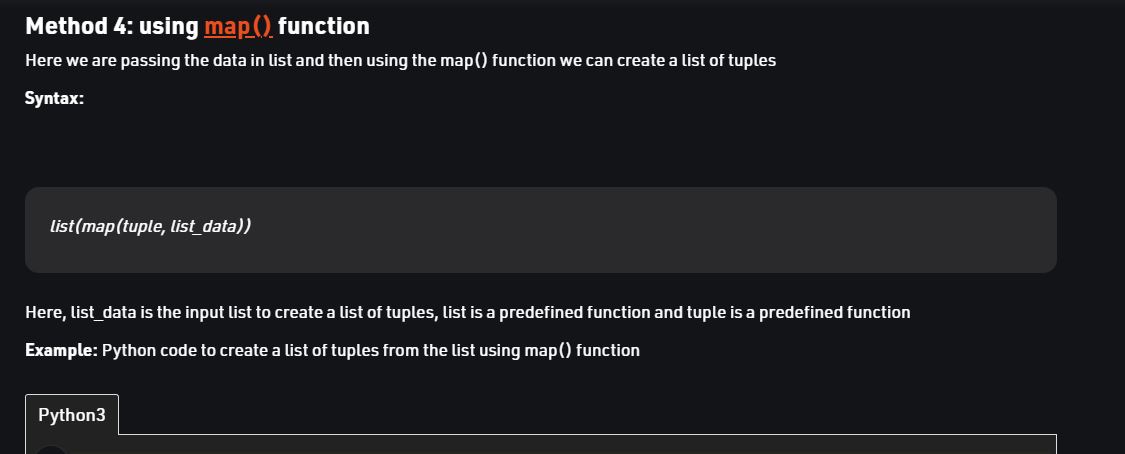 Method 4: using map() function
Here we are passing the data in list and then using the map() function we can create a list of tuples
Syntax:
list(map(tuple, list_data))
Here, list_data is the input list to create a list of tuples, list is a predefined function and tuple is a predefined function
Example: Python code to create a list of tuples from the list using map() function
Python3